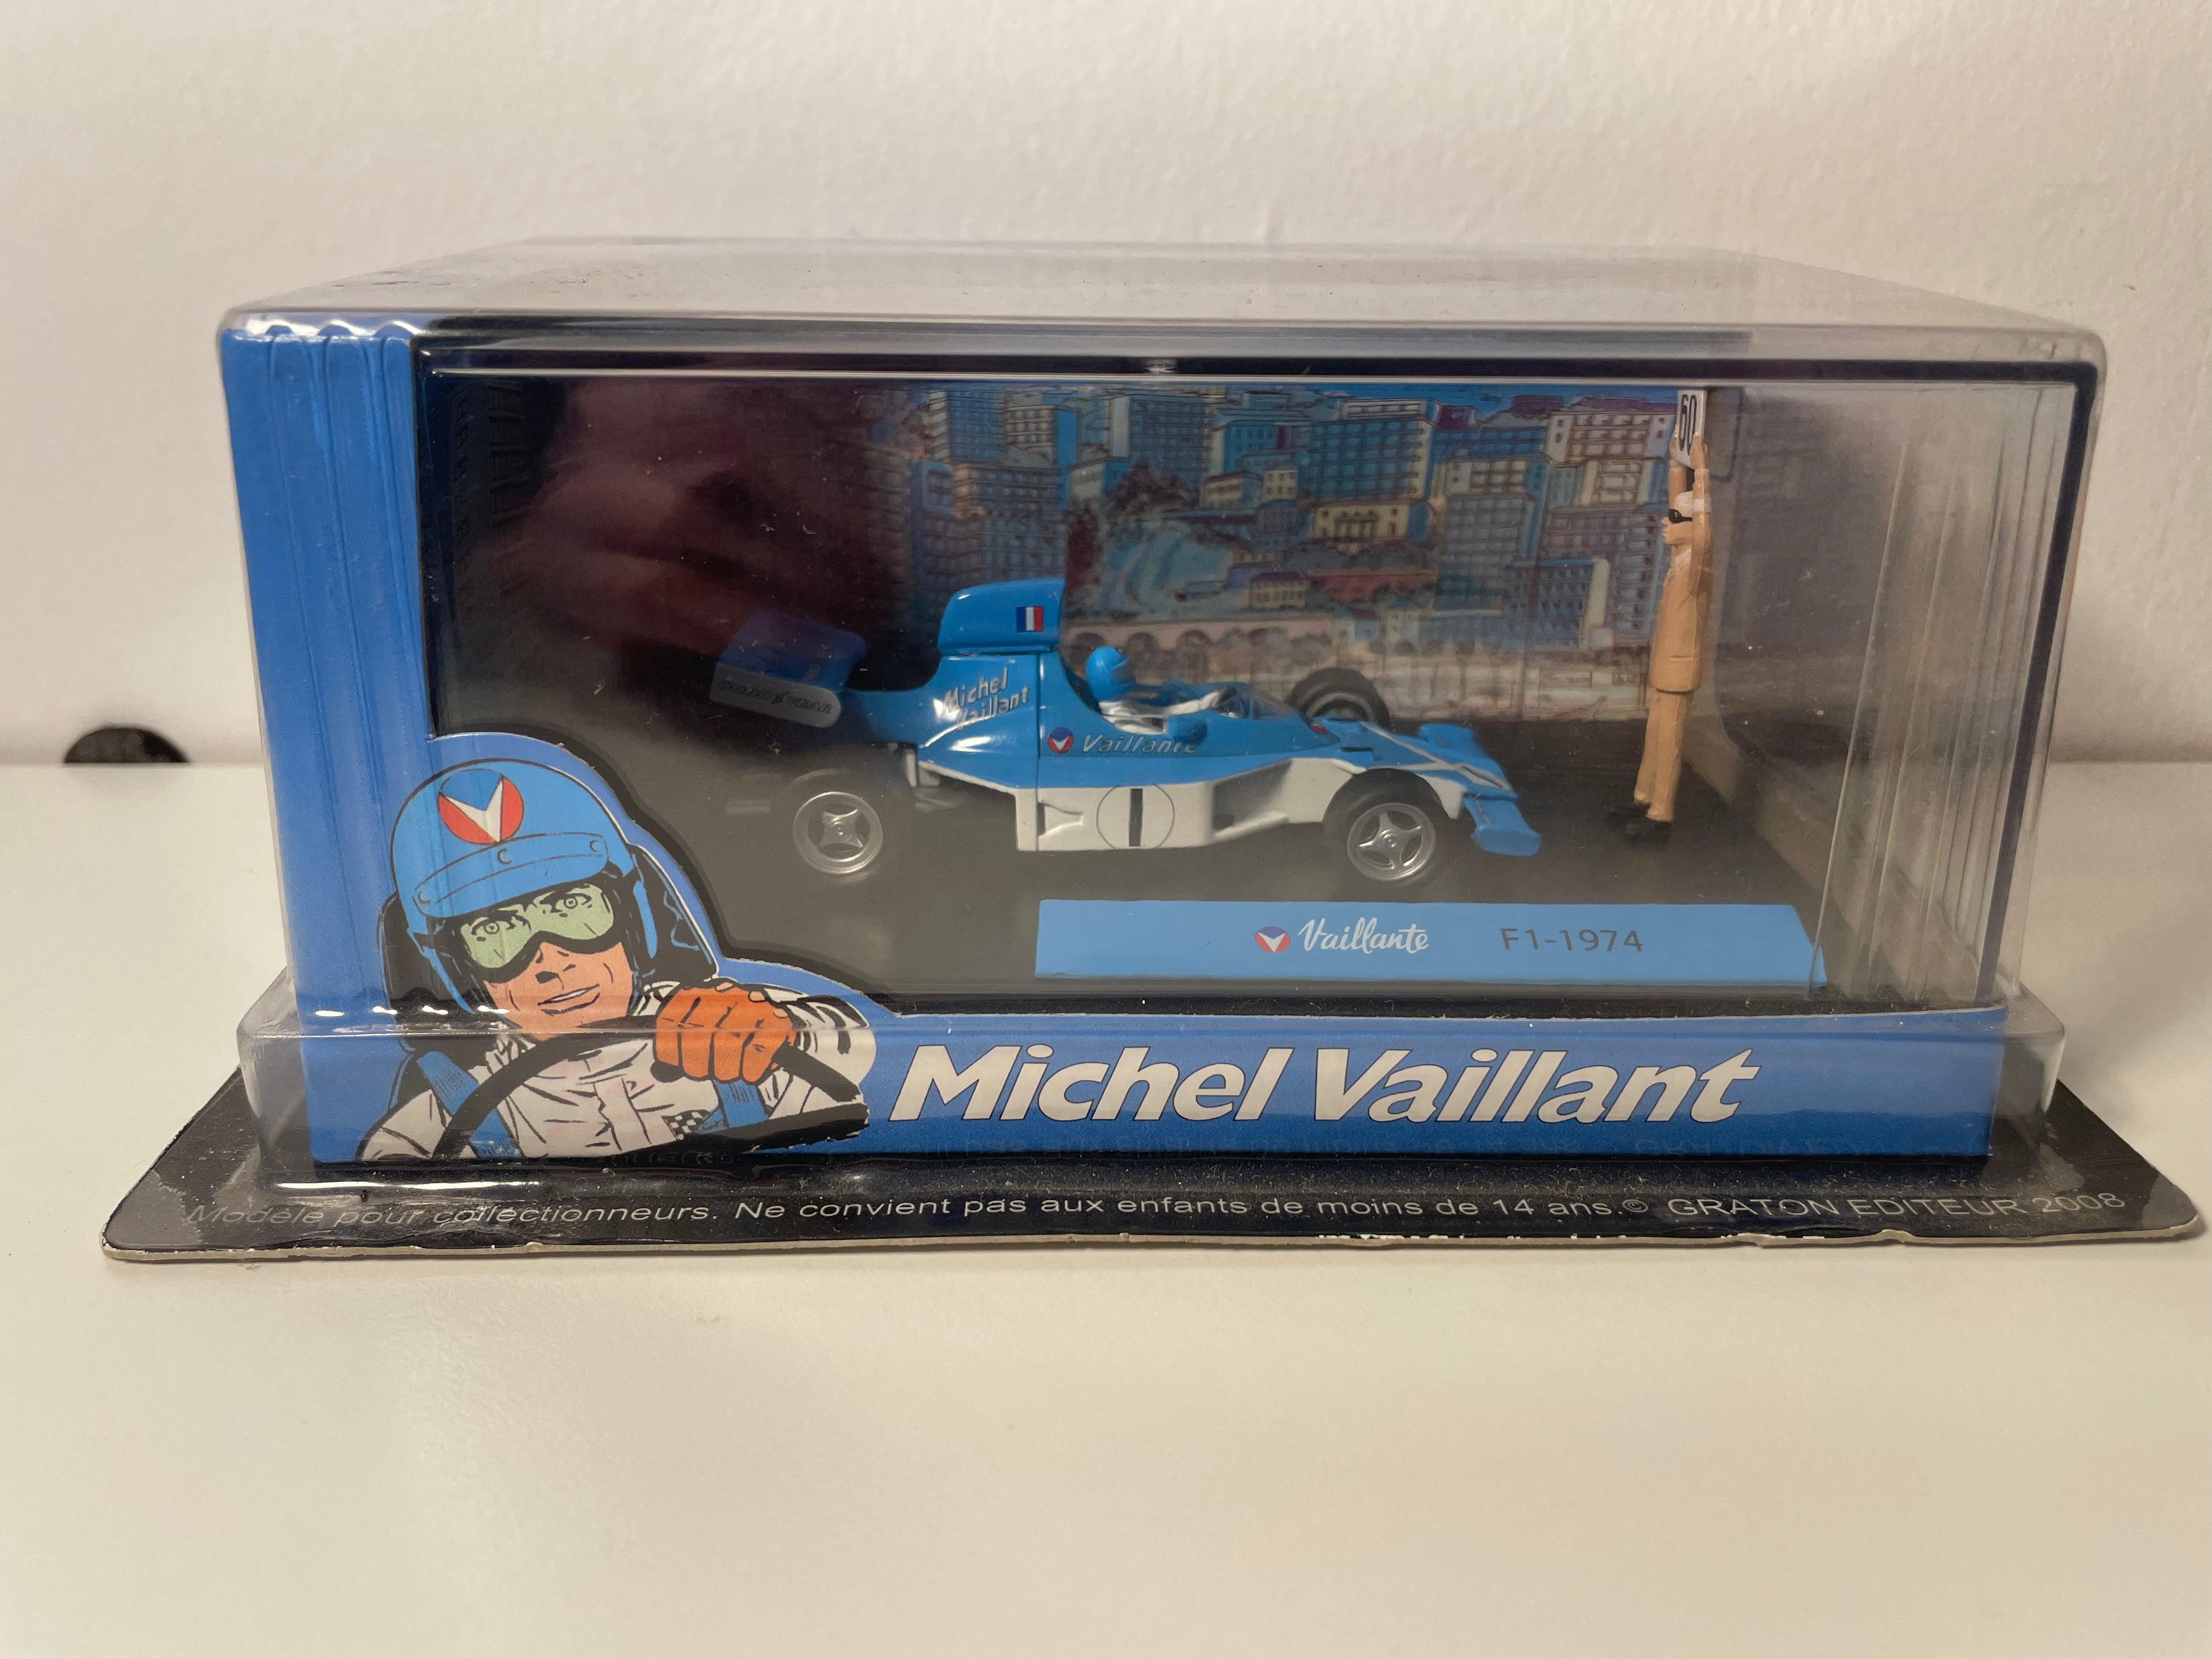 60
Michel
Vaillant
Vaillante
1
Vaillante F1-1974
Michel Vaillant
Modèle pour collectionneurs. Ne convient pas aux enfants de moins de 14 ans.© GRATON EDITEUR 2008